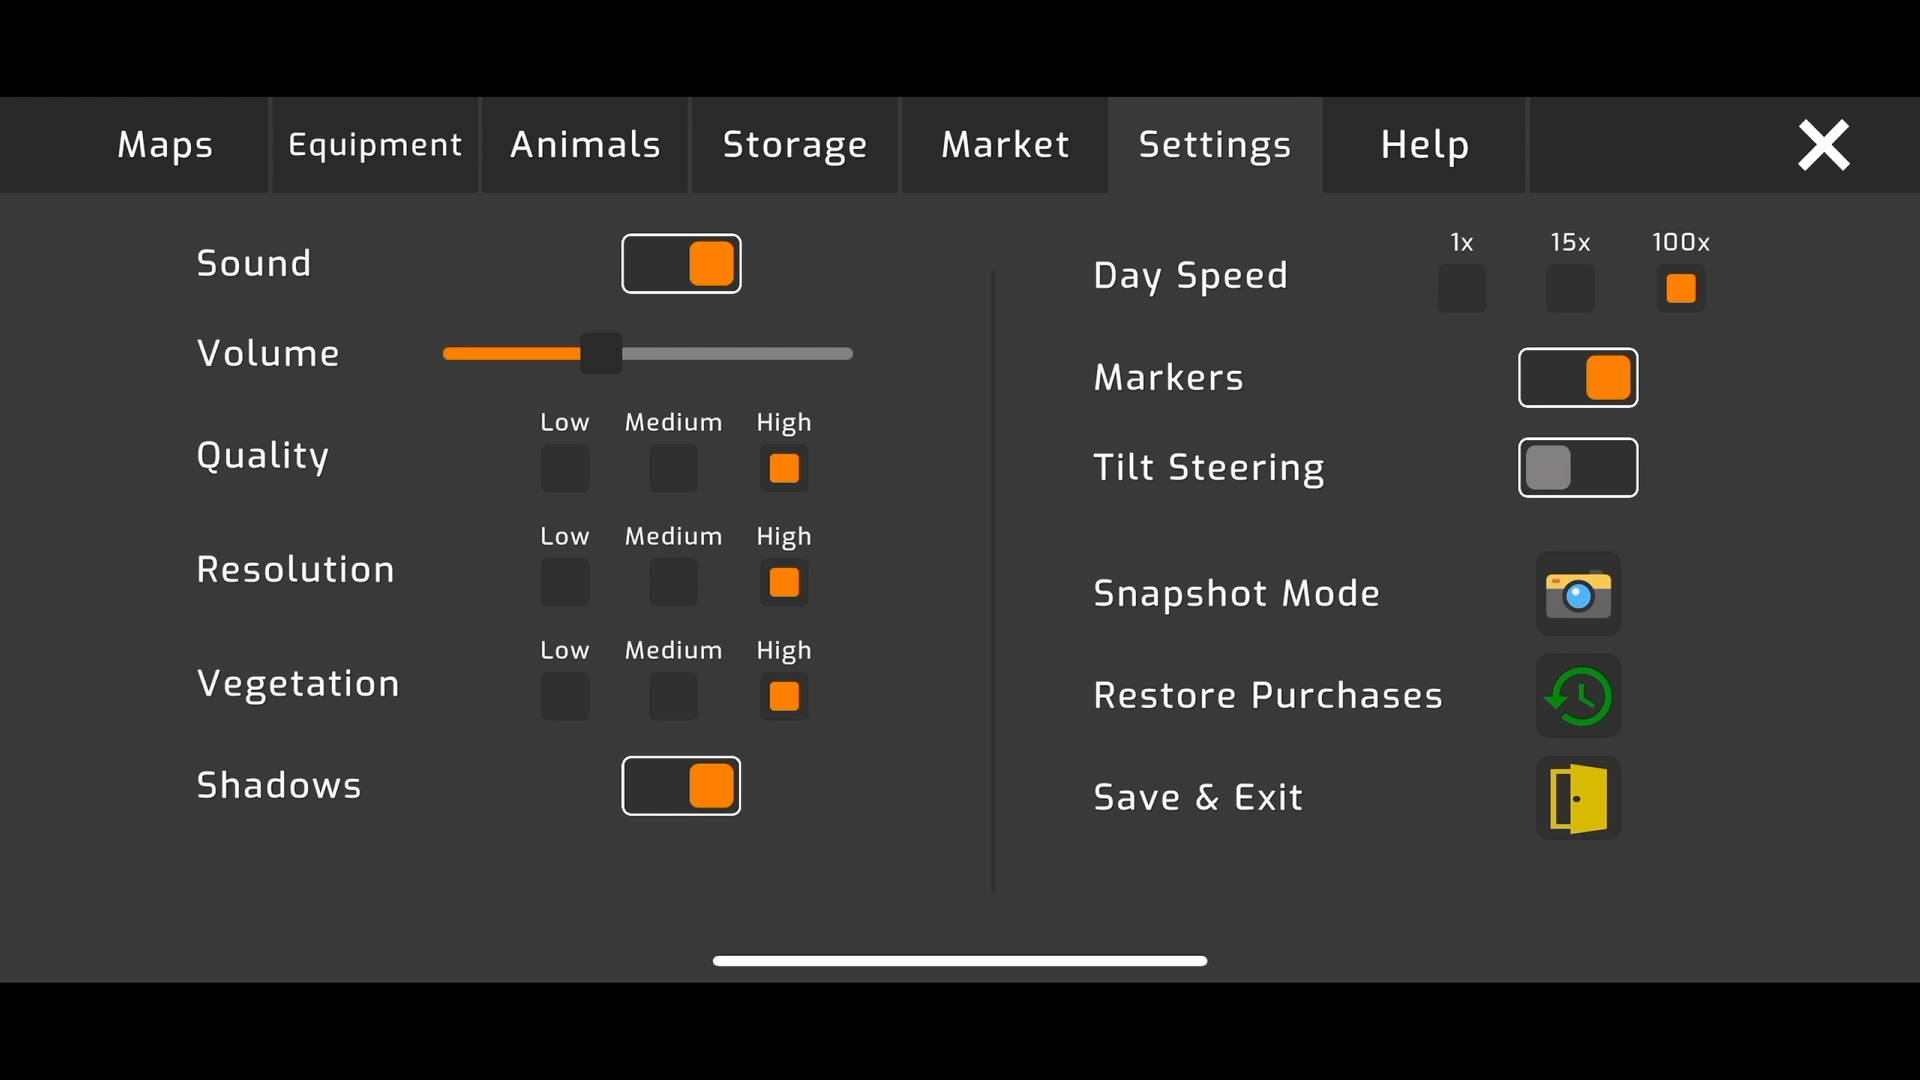 Maps
Equipment
Animals
Storage
Market
Settings
Help
Sound
Volume
Quality
Low
Medium
High
Resolution
Low
Medium
High
Vegetation
Low
Medium
High
Shadows
Day Speed
1x
15x
100x
Markers
Tilt Steering
Snapshot Mode
Restore Purchases
Save & Exit